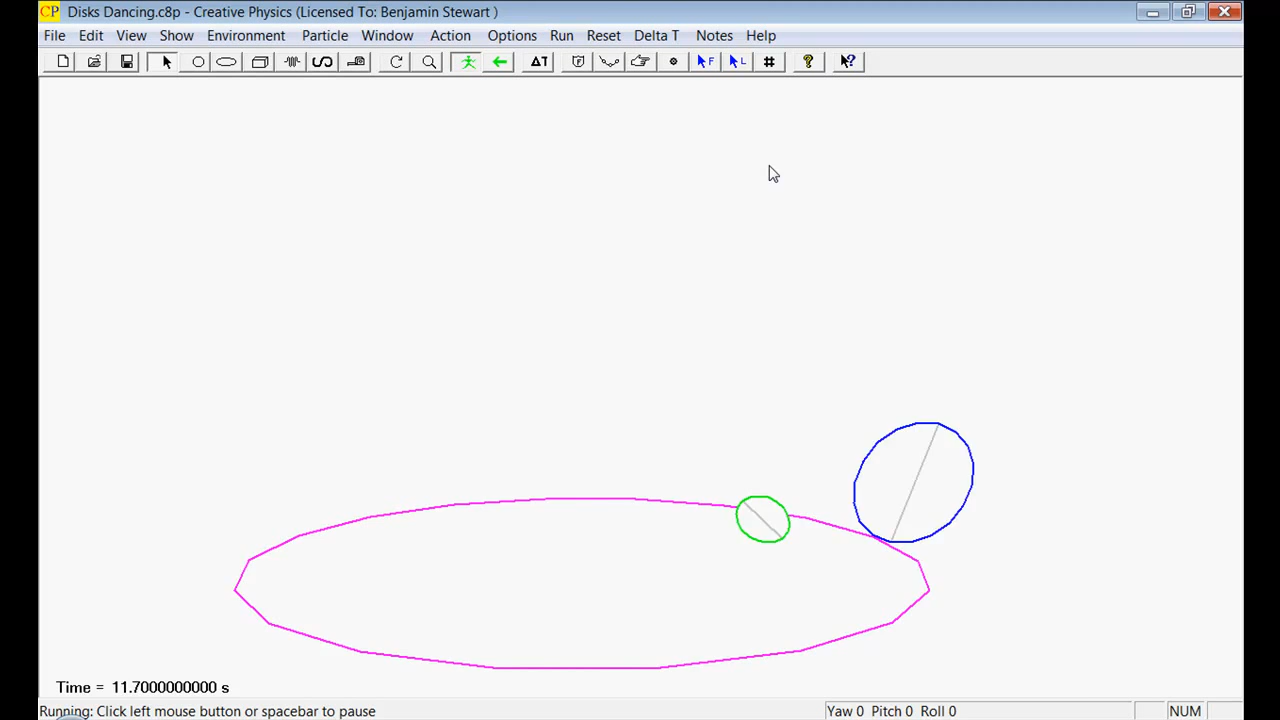 CP Disks Dancing.c8p - Creative Physics (Licensed To: Benjamin Stewart )
File Edit View Show Environment Particle Window Action Options Run Reset Delta T Notes Help
ΔT F F L # ? ?
Time = 11.7000000000 s
Running: Click left mouse button or spacebar to pause Yaw 0 Pitch 0 Roll 0 NUM